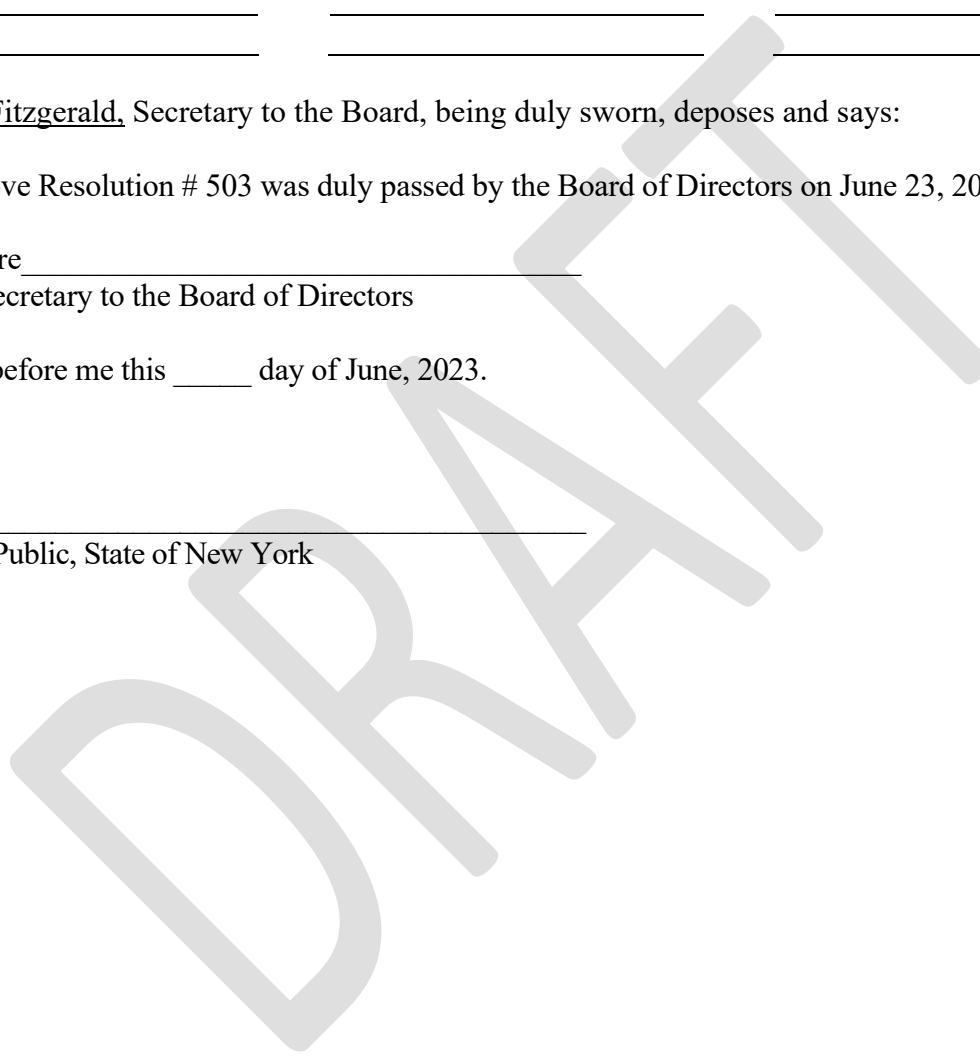 Fitzgerald, Secretary to the Board, being duly sworn, deposes and says:
ve Resolution # 503 was duly passed by the Board of Directors on June 23, 20
re____________________________________
ecretary to the Board of Directors
before me this _____ day of June, 2023.
Public, State of New York
DRAFT